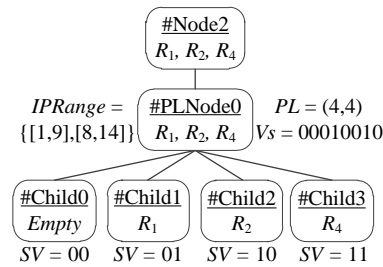 #Node2
R1, R2, R4
IPRange =
{[1,9],[8,14]}
#PLNode0
R1, R2, R4
PL = (4,4)
Vs = 00010010
#Child0
Empty
SV = 00
#Child1
R1
SV = 01
#Child2
R2
SV = 10
#Child3
R4
SV = 11